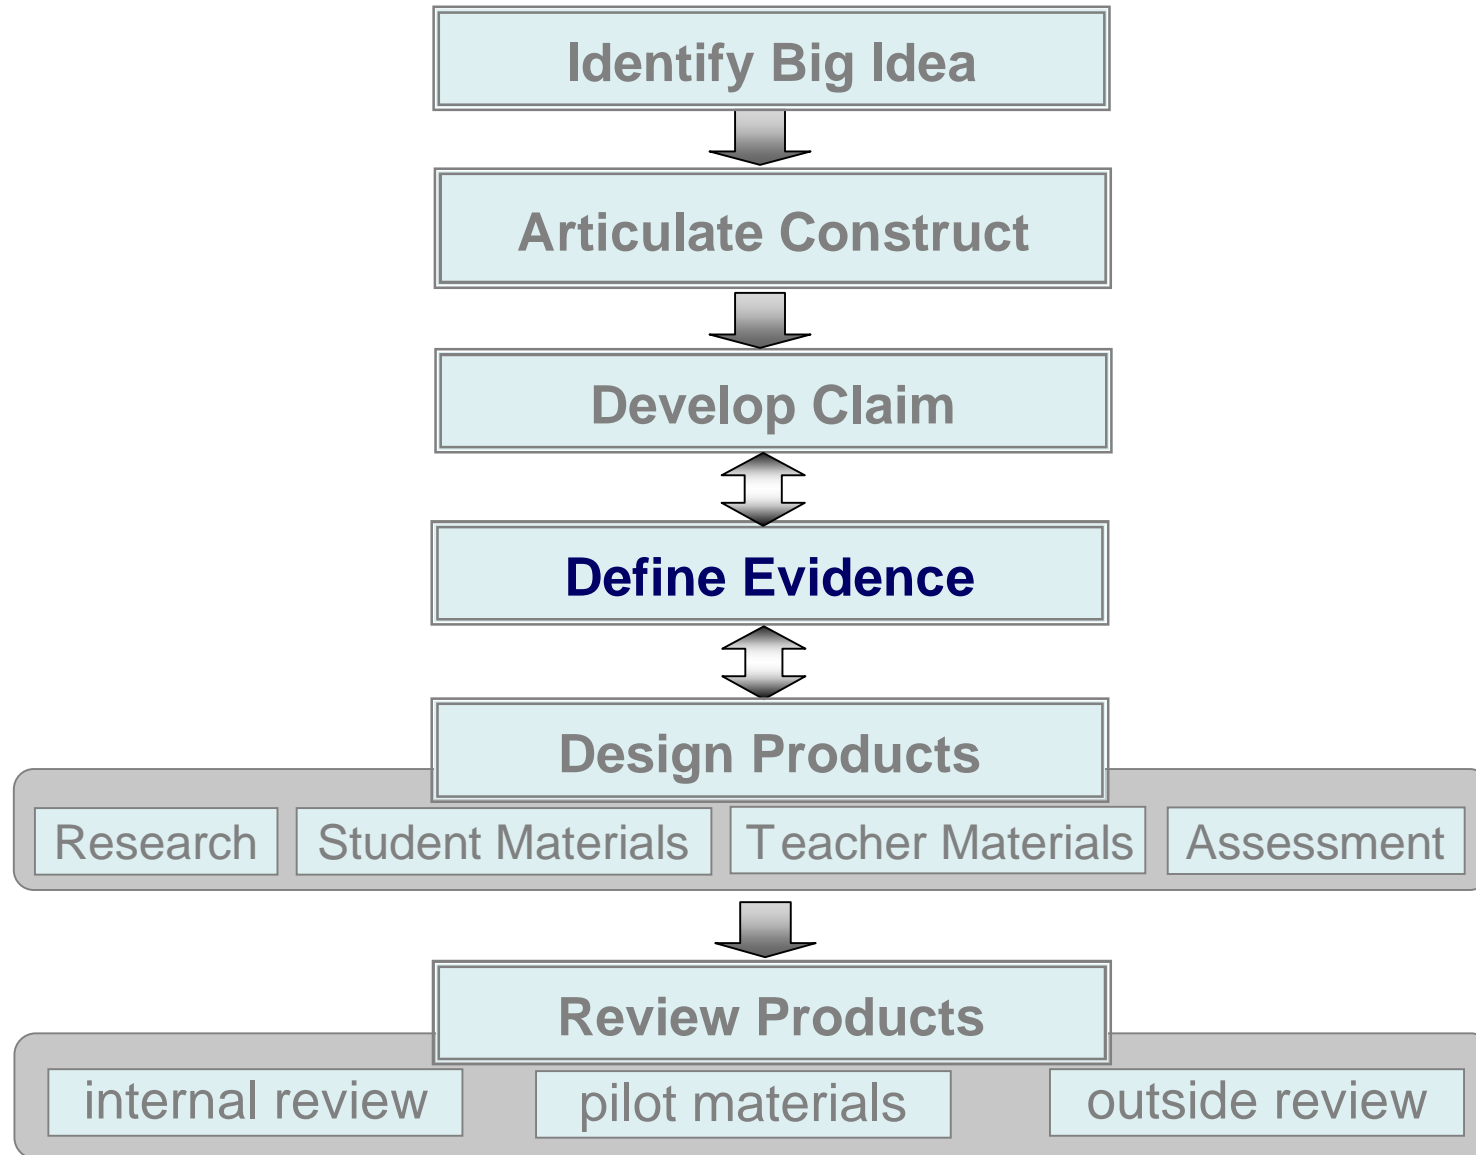 Identify Big Idea
Articulate Construct
Develop Claim
Define Evidence
Design Products
Research Student Materials Teacher Materials Assessment
Review Products
internal review pilot materials outside review